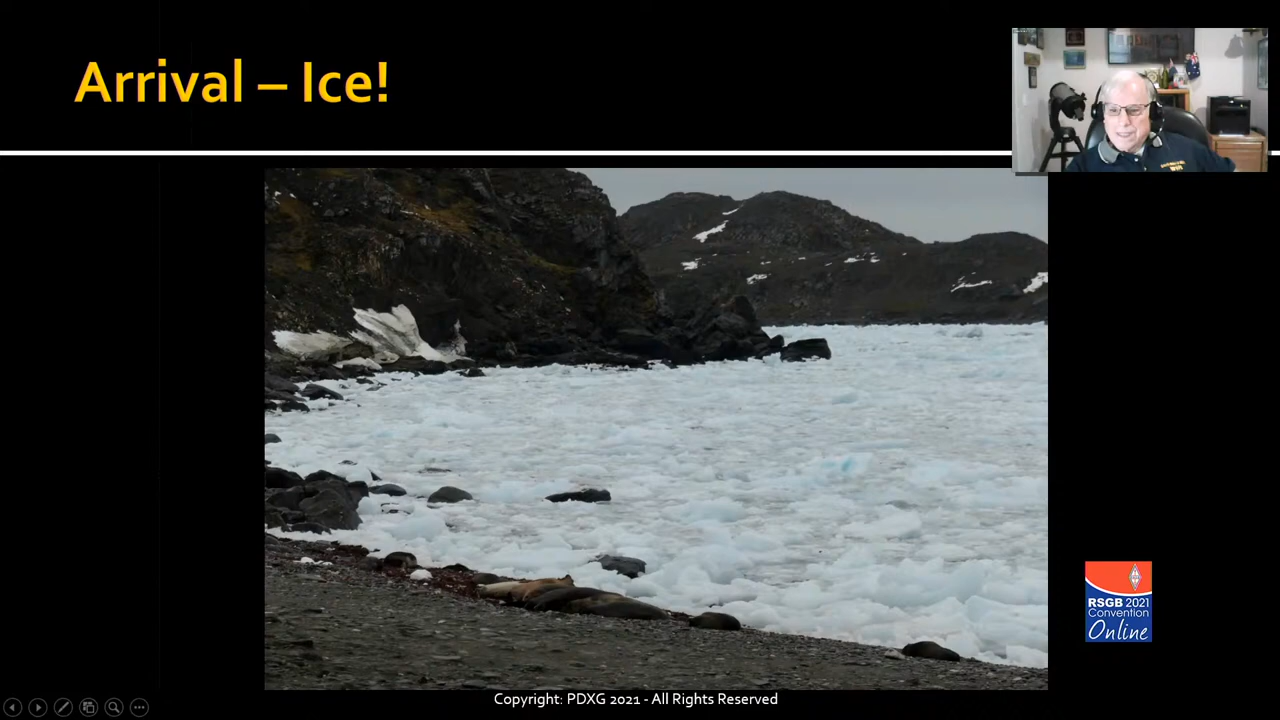 Arrival – Ice!
RSGB 2021
Convention
Online
Copyright: PDXG 2021 - All Rights Reserved